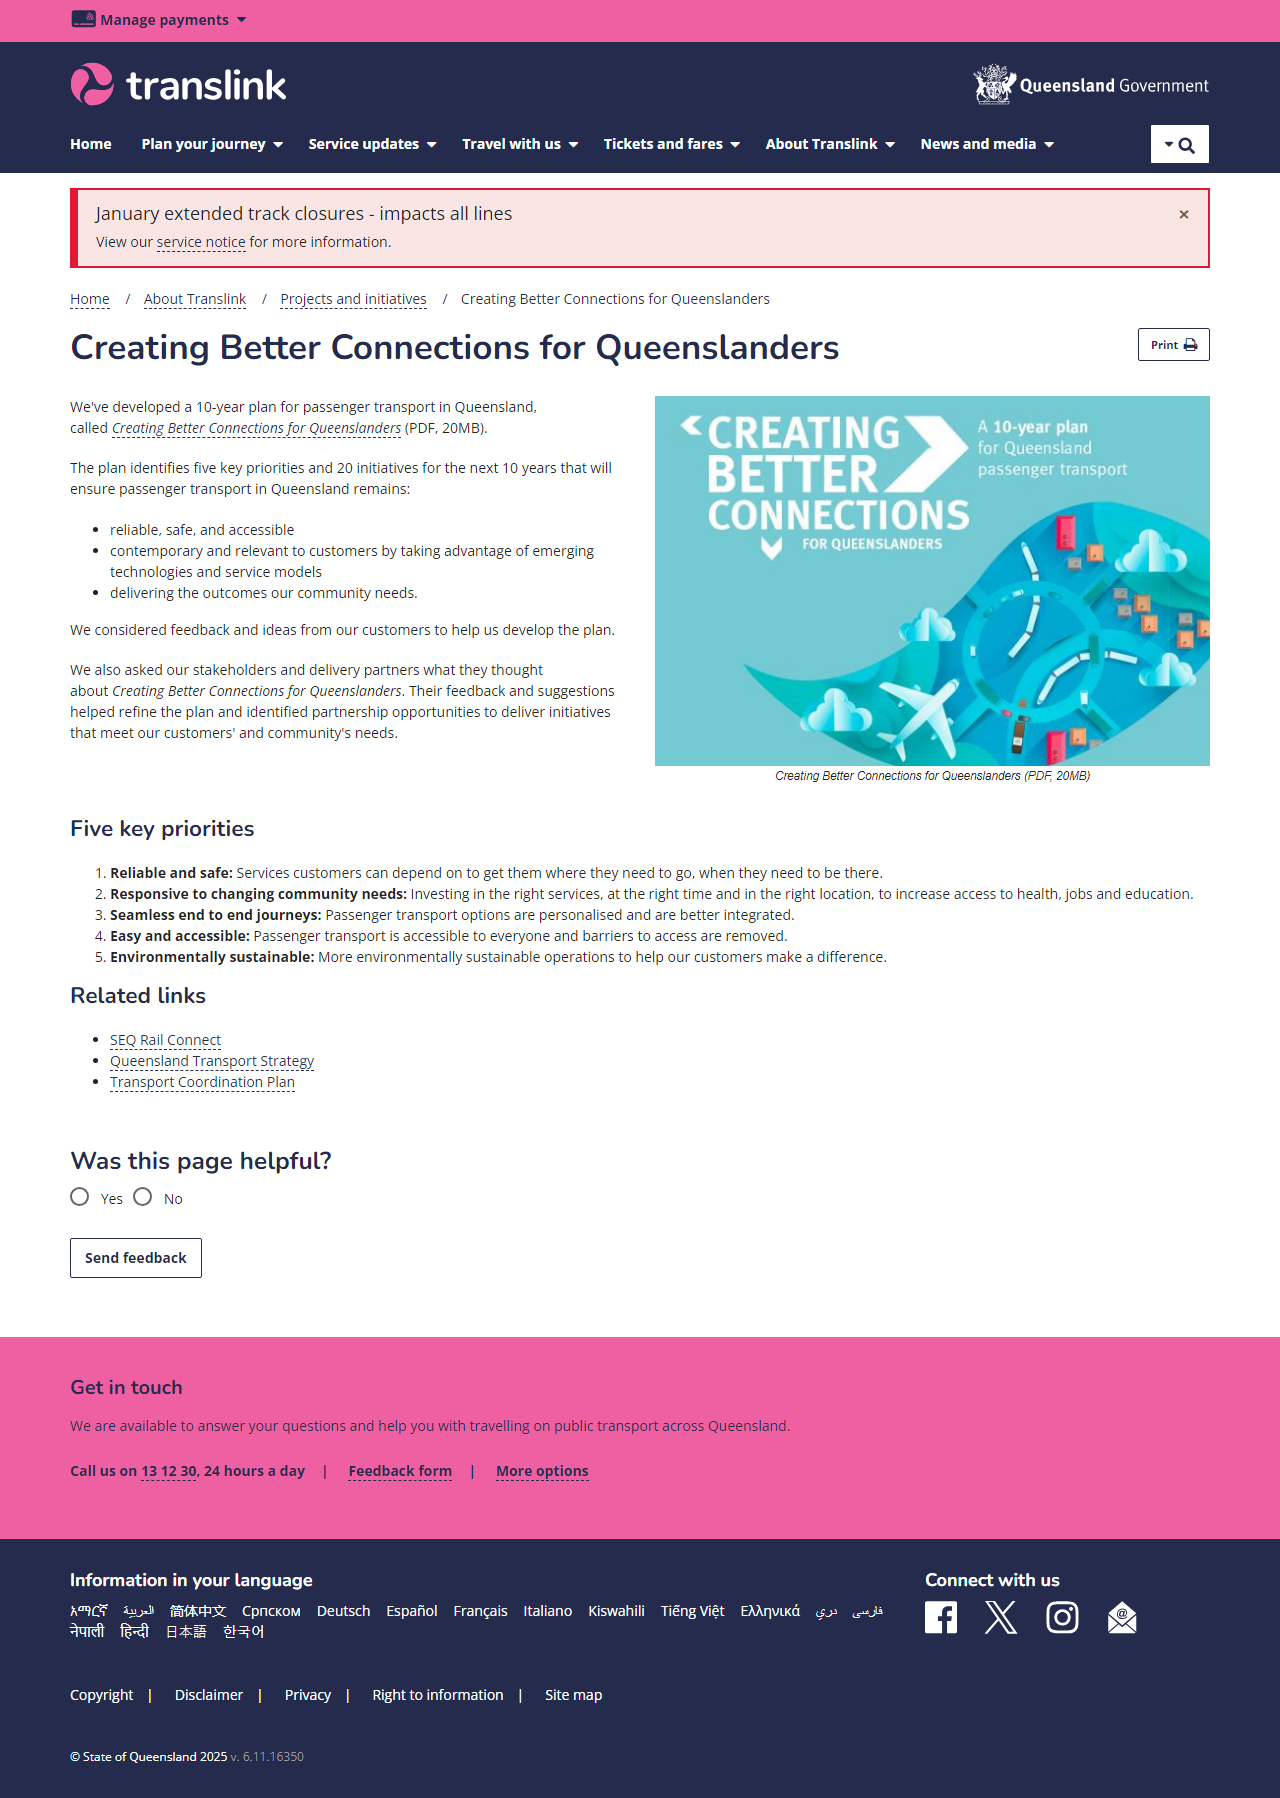 Manage payments
translink
Queensland Government
Home Plan your journey Service updates Travel with us Tickets and fares About Translink News and media
January extended track closures - impacts all lines
×
View our service notice for more information.
Home / About Translink / Projects and initiatives / Creating Better Connections for Queenslanders
Creating Better Connections for Queenslanders
Print
We've developed a 10-year plan for passenger transport in Queensland,
called Creating Better Connections for Queenslanders (PDF, 20MB).
The plan identifies five key priorities and 20 initiatives for the next 10 years that will
ensure passenger transport in Queensland remains:
• reliable, safe, and accessible
• contemporary and relevant to customers by taking advantage of emerging
technologies and service models
• delivering the outcomes our community needs.
We considered feedback and ideas from our customers to help us develop the plan.
We also asked our stakeholders and delivery partners what they thought
about Creating Better Connections for Queenslanders. Their feedback and suggestions
helped refine the plan and identified partnership opportunities to deliver initiatives
that meet our customers' and community's needs.
CREATING
BETTER
CONNECTIONS
FOR QUEENSLANDERS
A 10-year plan
for Queensland
passenger transport
Creating Better Connections for Queenslanders (PDF, 20MB)
Five key priorities
1. Reliable and safe: Services customers can depend on to get them where they need to go, when they need to be there.
2. Responsive to changing community needs: Investing in the right services, at the right time and in the right location, to increase access to health, jobs and education.
3. Seamless end to end journeys: Passenger transport options are personalised and are better integrated.
4. Easy and accessible: Passenger transport is accessible to everyone and barriers to access are removed.
5. Environmentally sustainable: More environmentally sustainable operations to help our customers make a difference.
Related links
• SEQ Rail Connect
• Queensland Transport Strategy
• Transport Coordination Plan
Was this page helpful?
Yes No
Send feedback
Get in touch
We are available to answer your questions and help you with travelling on public transport across Queensland.
Call us on 13 12 30, 24 hours a day | Feedback form | More options
Information in your language
አማርኛ العربية 简体中文 Српском Deutsch Español Français Italiano Kiswahili Tiếng Việt Ελληνικά دري فارسی
नेपाली हिन्दी 日本語 한국어
Connect with us
Copyright | Disclaimer | Privacy | Right to information | Site map
© State of Queensland 2025 v. 6.11.16350